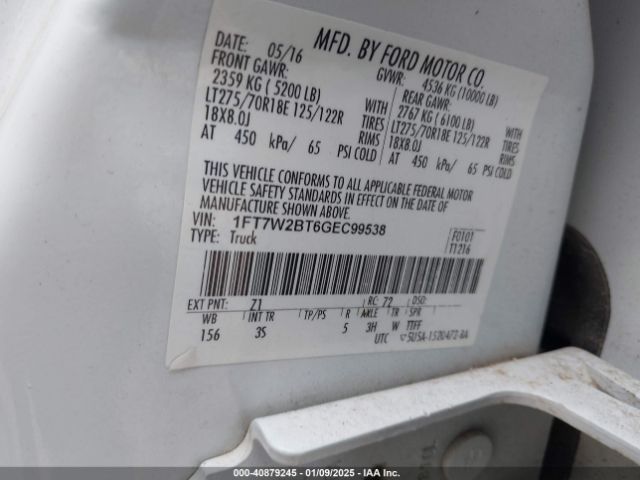 MFD. BY FORD MOTOR CO.
DATE: 05/16 GVWR: 4536 KG (10000 LB)
FRONT GAWR: REAR GAWR:
2359 KG ( 5200 LB) WITH 2767 KG ( 6100 LB) WITH
LT275/70R18E 125/122R TIRES LT275/70R18E 125/122R TIRES
18X8.0J RIMS 18X8.0J RIMS
AT 450 kPa/ 65 PSI COLD AT 450 kPa/ 65 PSI COLD
THIS VEHICLE CONFORMS TO ALL APPLICABLE FEDERAL MOTOR
VEHICLE SAFETY STANDARDS IN EFFECT ON THE DATE OF
MANUFACTURE SHOWN ABOVE.
VIN: 1FT7W2BT6GEC99538 F0101
TYPE: Truck T1216
EXT PNT: Z1 RC: 72 DSO:
WB INT TR TP/PS R AXLE TR SPR
156 3S 5 3H W TTFF
UTC
000-40879245 - 01/09/2025 - IAA Inc.